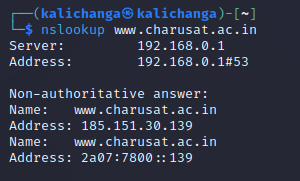 ┌──(kalichanga㉿kalichanga)-[~]
└─$ nslookup www.charusat.ac.in
Server:         192.168.0.1
Address:        192.168.0.1#53

Non-authoritative answer:
Name:   www.charusat.ac.in
Address: 185.151.30.139
Name:   www.charusat.ac.in
Address: 2a07:7800::139